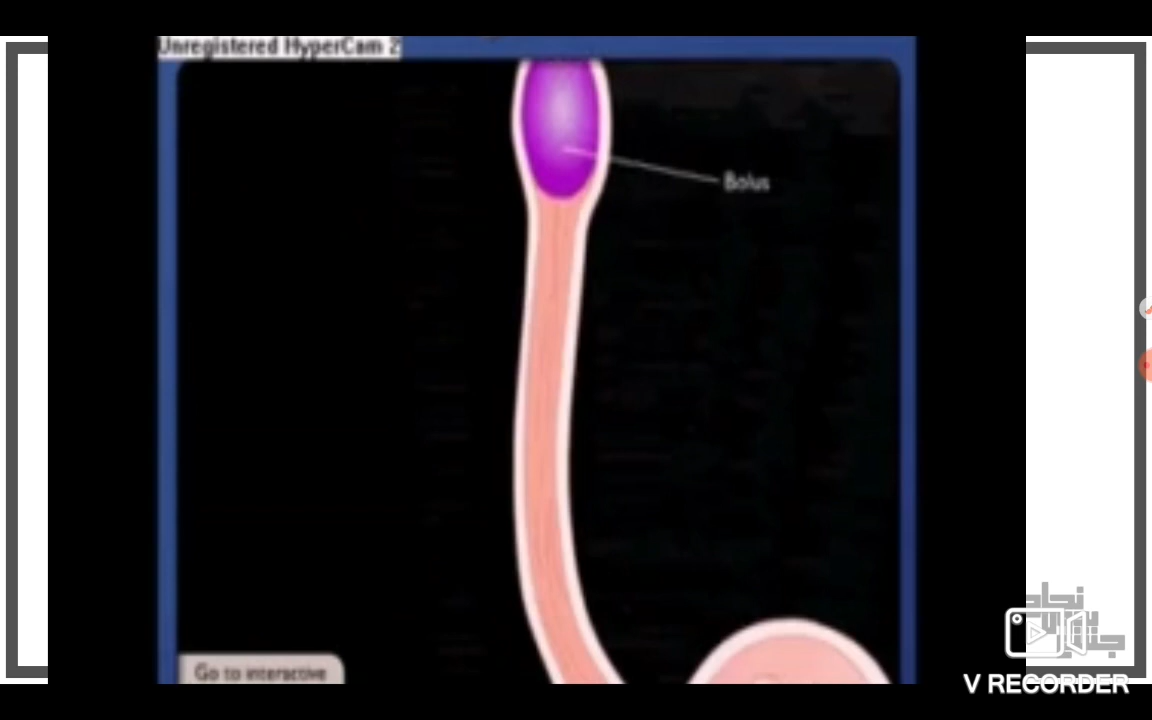 Unregistered HyperCam 2
Bolus
Go to interactive
V RECORDER